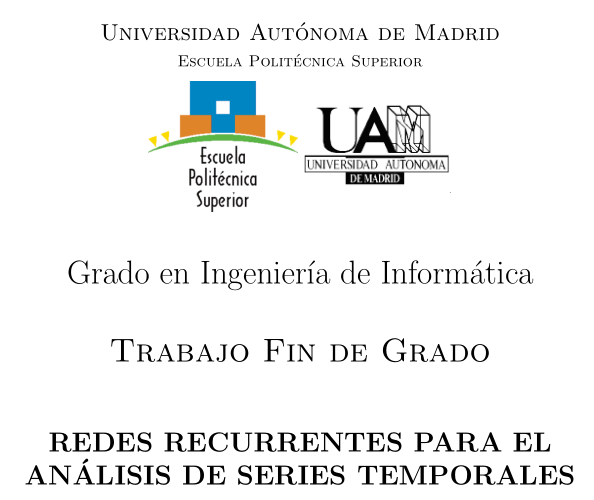 Universidad Autónoma de Madrid
Escuela Politécnica Superior
Escuela
Politécnica
Superior
UAM
UNIVERSIDAD AUTONOMA
DE MADRID
Grado en Ingeniería de Informática
Trabajo Fin de Grado
REDES RECURRENTES PARA EL
ANÁLISIS DE SERIES TEMPORALES